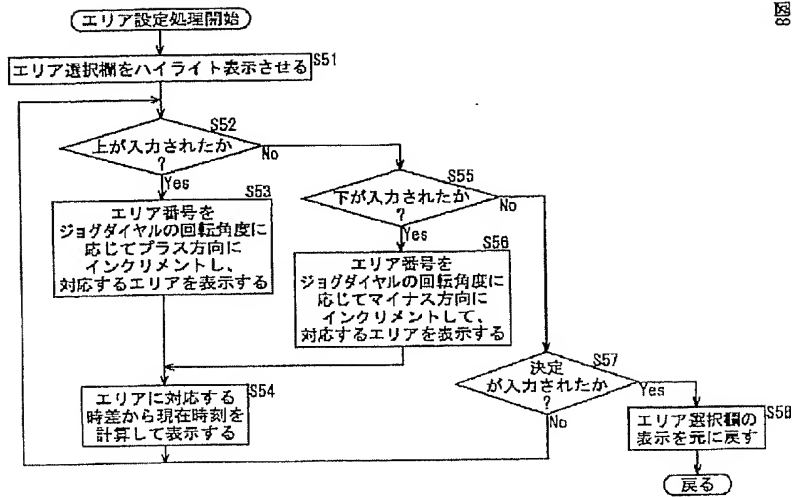 図8
エリア設定処理開始
エリア選択欄をハイライト表示させる
S51
上が入力されたか
?
S52
No
Yes
S53
エリア番号を
ジョグダイヤルの回転角度に
応じてプラス方向に
インクリメントし、
対応するエリアを表示する
下が入力されたか
?
S55
No
Yes
S56
エリア番号を
ジョグダイヤルの回転角度に
応じてマイナス方向に
インクリメントして、
対応するエリアを表示する
エリアに対応する
時差から現在時刻を
計算して表示する
S54
決定
が入力されたか
?
S57
Yes
No
エリア選択欄の
表示を元に戻す
S58
戻る